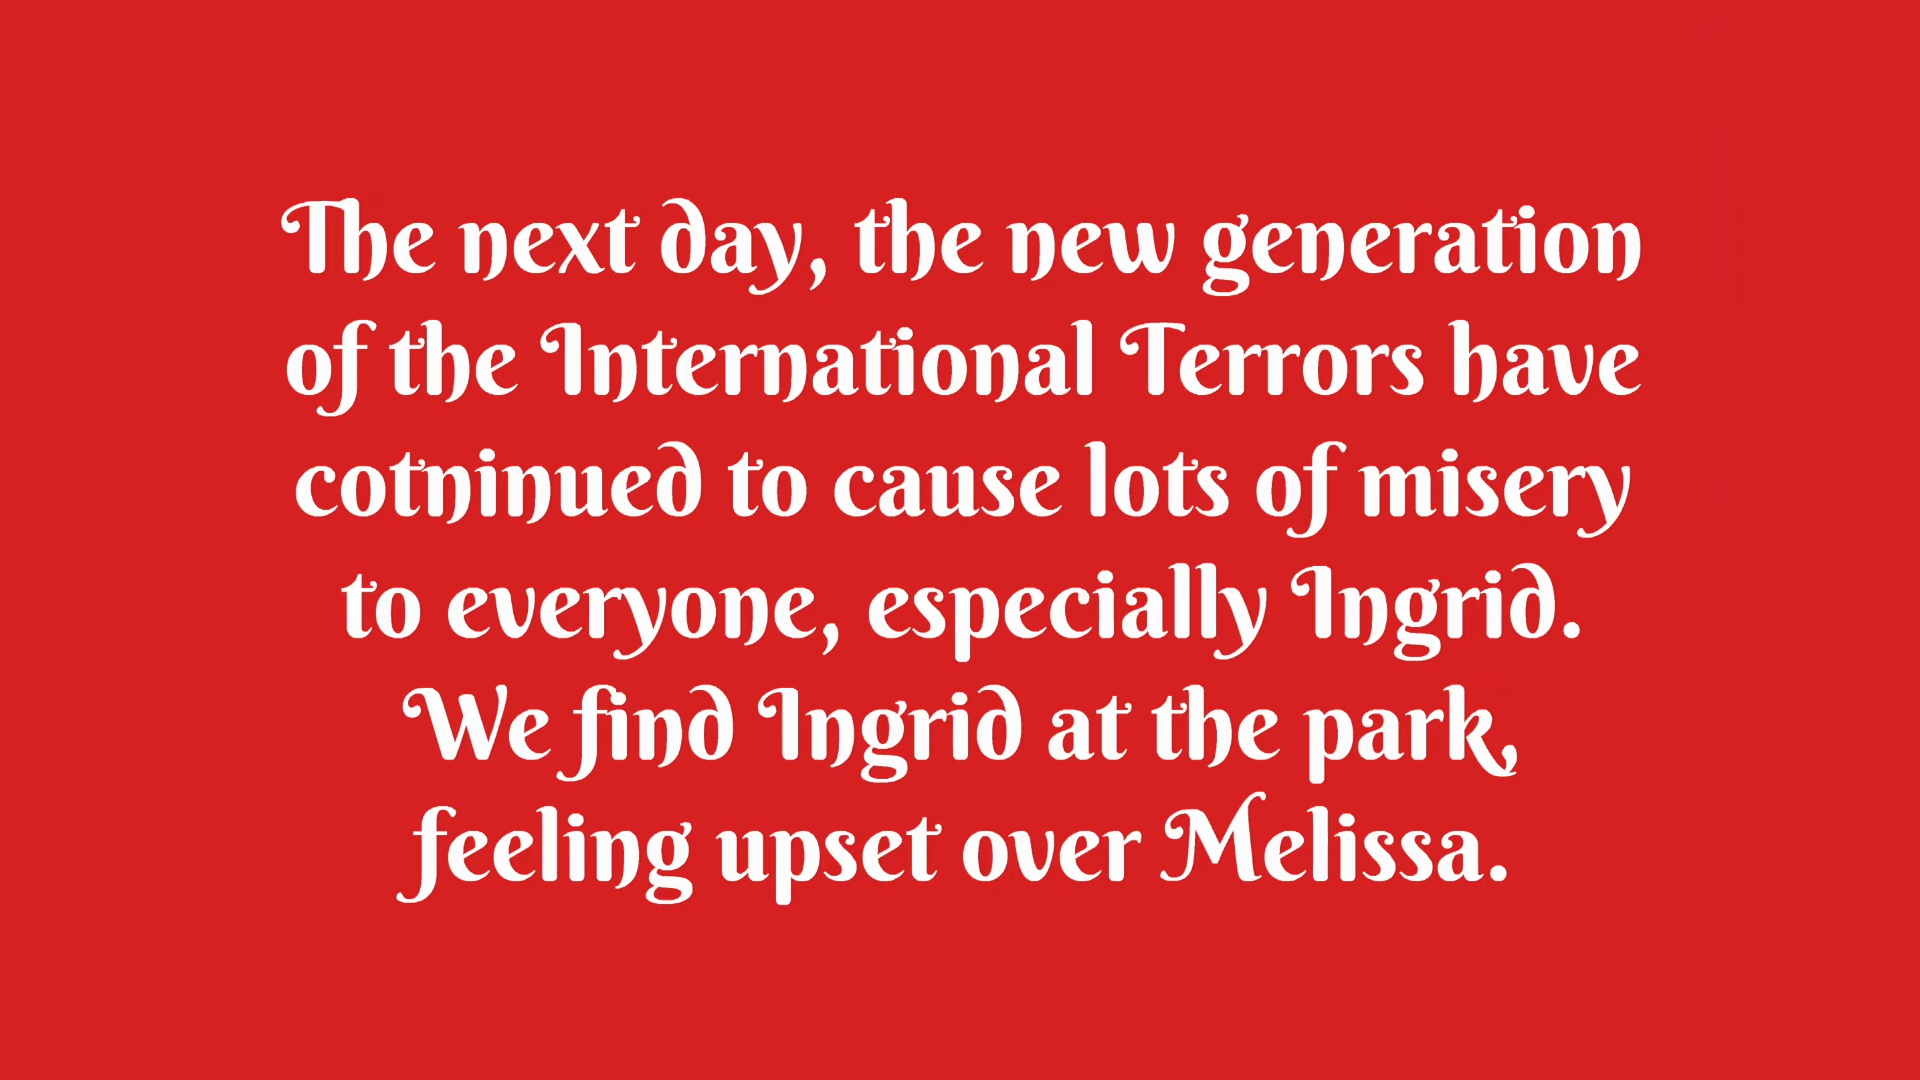 The next day, the new generation
of the International Terrors have
cotninued to cause lots of misery
to everyone, especially Ingrid.
We find Ingrid at the park,
feeling upset over Melissa.